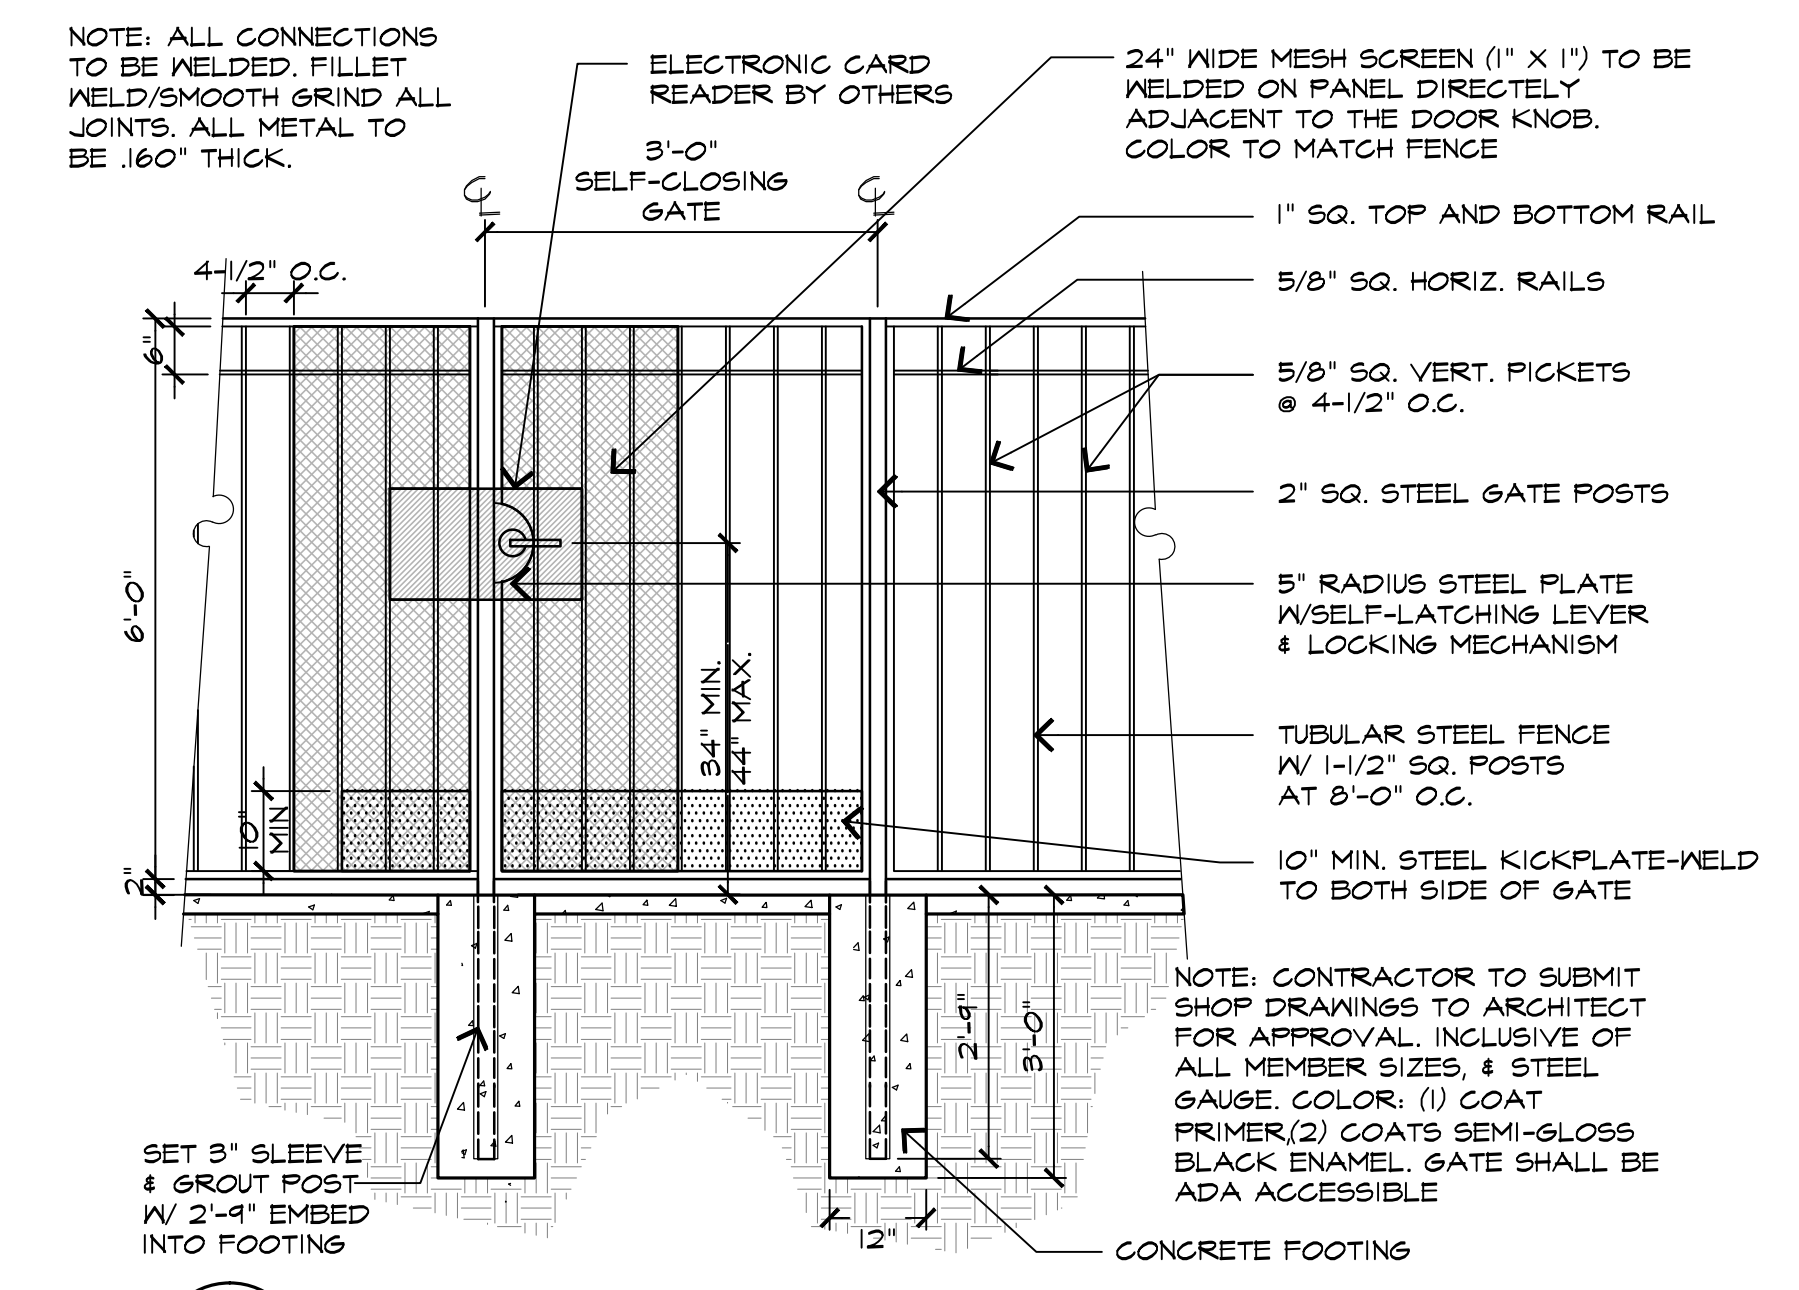 NOTE: ALL CONNECTIONS
TO BE WELDED. FILLET
WELD/SMOOTH GRIND ALL
JOINTS. ALL METAL TO
BE .160" THICK.
ELECTRONIC CARD
READER BY OTHERS
3'-0"
SELF-CLOSING
GATE
24" WIDE MESH SCREEN (1" X 1") TO BE
WELDED ON PANEL DIRECTELY
ADJACENT TO THE DOOR KNOB.
COLOR TO MATCH FENCE
CL
CL
1" SQ. TOP AND BOTTOM RAIL
4-1/2" O.C.
5/8" SQ. HORIZ. RAILS
6"
5/8" SQ. VERT. PICKETS
@ 4-1/2" O.C.
2" SQ. STEEL GATE POSTS
6'-0"
5" RADIUS STEEL PLATE
W/SELF-LATCHING LEVER
& LOCKING MECHANISM
34" MIN.
44" MAX.
TUBULAR STEEL FENCE
W/ 1-1/2" SQ. POSTS
AT 8'-0" O.C.
10"
MIN
10" MIN. STEEL KICKPLATE-WELD
TO BOTH SIDE OF GATE
2"
2'-9"
3'-0"
NOTE: CONTRACTOR TO SUBMIT
SHOP DRAWINGS TO ARCHITECT
FOR APPROVAL. INCLUSIVE OF
ALL MEMBER SIZES, & STEEL
GAUGE. COLOR: (1) COAT
PRIMER,(2) COATS SEMI-GLOSS
BLACK ENAMEL. GATE SHALL BE
ADA ACCESSIBLE
SET 3" SLEEVE
& GROUT POST
W/ 2'-9" EMBED
INTO FOOTING
12"
CONCRETE FOOTING